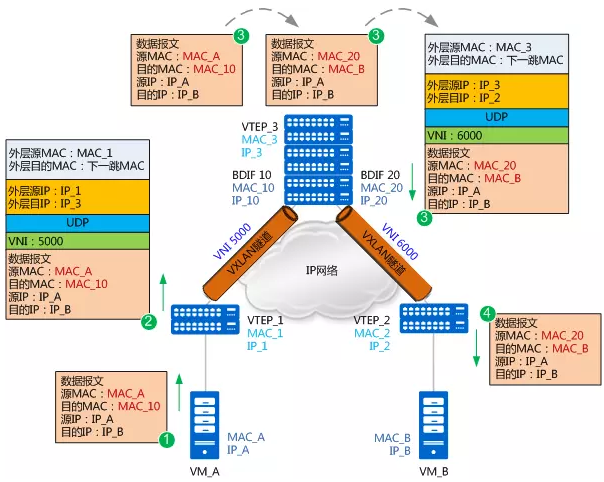 3
3
数据报文
源MAC：MAC_A
目的MAC：MAC_10
源IP：IP_A
目的IP：IP_B
数据报文
源MAC：MAC_20
目的MAC：MAC_B
源IP：IP_A
目的IP：IP_B
外层源MAC：MAC_3
外层目的MAC：下一跳MAC
外层源IP：IP_3
外层目IP：IP_2
UDP
VNI：6000
数据报文
源MAC：MAC_20
目的MAC：MAC_B
源IP：IP_A
目的IP：IP_B
3
VTEP_3
MAC_3
IP_3
BDIF 10
MAC_10
IP_10
BDIF 20
MAC_20
IP_20
外层源MAC：MAC_1
外层目的MAC：下一跳MAC
外层源IP：IP_1
外层目IP：IP_3
UDP
VNI：5000
数据报文
源MAC：MAC_A
目的MAC：MAC_10
源IP：IP_A
目的IP：IP_B
2
VNI 5000
VXLAN隧道
IP网络
VNI 6000
VXLAN隧道
VTEP_1
MAC_1
IP_1
VTEP_2
MAC_2
IP_2
4
数据报文
源MAC：MAC_20
目的MAC：MAC_B
源IP：IP_A
目的IP：IP_B
数据报文
源MAC：MAC_A
目的MAC：MAC_10
源IP：IP_A
目的IP：IP_B
1
MAC_A
IP_A
VM_A
MAC_B
IP_B
VM_B